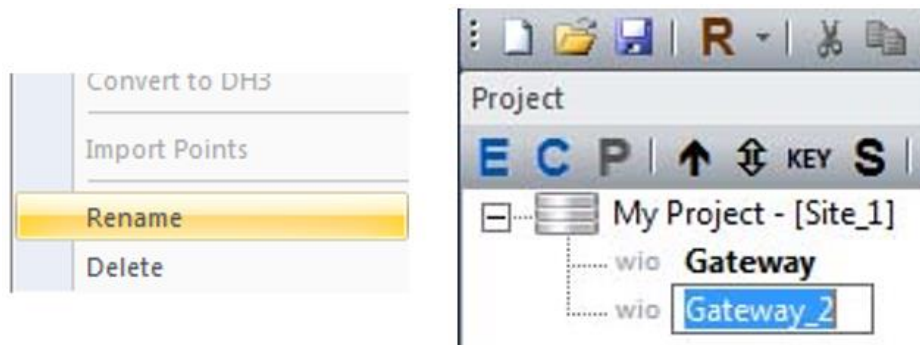 Convert to DH3
Import Points
Rename
Delete
R
Project
E C P KEY S
My Project - [Site_1]
wio Gateway
wio Gateway_2